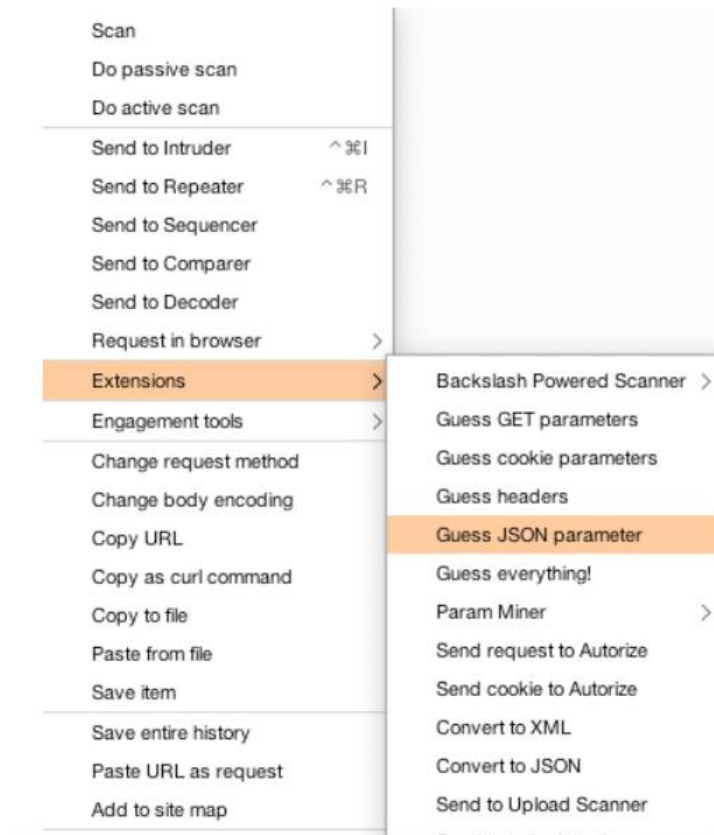 Scan
Do passive scan
Do active scan
Send to Intruder ^⌘I
Send to Repeater ^⌘R
Send to Sequencer
Send to Comparer
Send to Decoder
Request in browser >
Extensions >
Engagement tools >
Change request method
Change body encoding
Copy URL
Copy as curl command
Copy to file
Paste from file
Save item
Save entire history
Paste URL as request
Add to site map
Backslash Powered Scanner >
Guess GET parameters
Guess cookie parameters
Guess headers
Guess JSON parameter
Guess everything!
Param Miner >
Send request to Autorize
Send cookie to Autorize
Convert to XML
Convert to JSON
Send to Upload Scanner